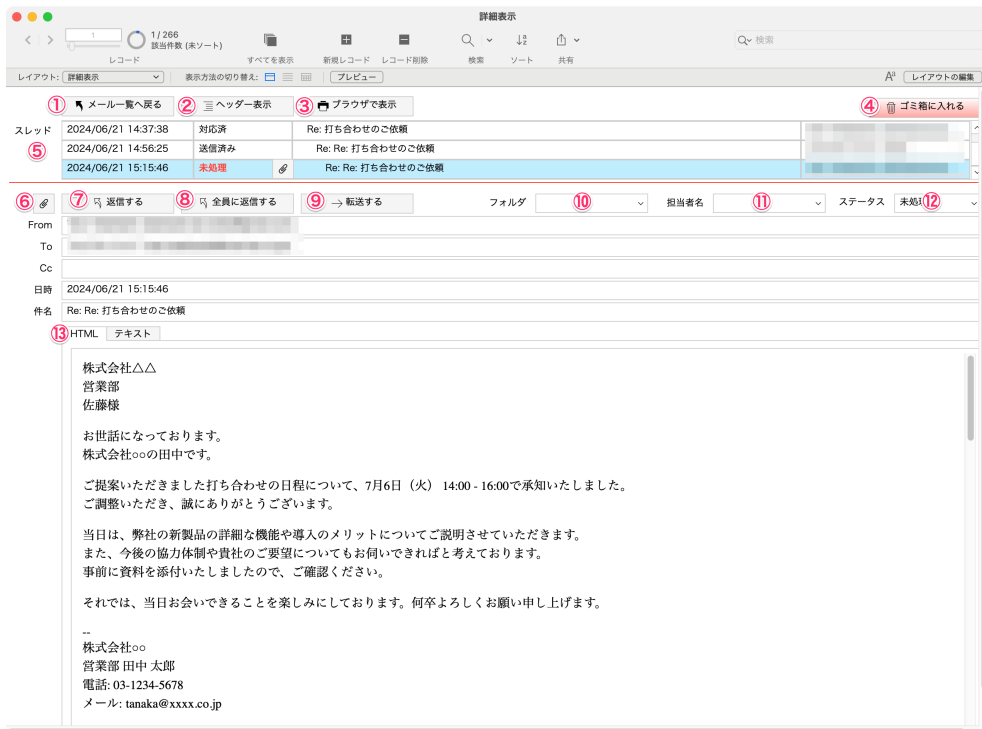 詳細表示
1
1 / 266
該当件数 (未ソート)
レコード
すべてを表示
新規レコード
レコード削除
検索
ソート
共有
検索
レイアウト: 詳細表示
表示方法の切り替え:
プレビュー
Aª
レイアウトの編集
① メール一覧へ戻る
② ヘッダー表示
③ ブラウザで表示
④ ゴミ箱に入れる
スレッド
⑤
2024/06/21 14:37:38 対応済 Re: 打ち合わせのご依頼
2024/06/21 14:56:25 送信済み Re: Re: 打ち合わせのご依頼
2024/06/21 15:15:46 未処理 Re: Re: 打ち合わせのご依頼
⑥
⑦ 返信する
⑧ 全員に返信する
⑨ 転送する
フォルダ ⑩
担当者名 ⑪
ステータス 未処 ⑫
From
To
Cc
日時 2024/06/21 15:15:46
件名 Re: Re: 打ち合わせのご依頼
⑬ HTML テキスト
株式会社△△
営業部
佐藤様
お世話になっております。
株式会社○○の田中です。
ご提案いただきました打ち合わせの日程について、7月6日（火） 14:00 - 16:00で承知いたしました。
ご調整いただき、誠にありがとうございます。
当日は、弊社の新製品の詳細な機能や導入のメリットについてご説明させていただきます。
また、今後の協力体制や貴社のご要望についてもお伺いできればと考えております。
事前に資料を添付いたしましたので、ご確認ください。
それでは、当日お会いできることを楽しみにしております。何卒よろしくお願い申し上げます。
--
株式会社○○
営業部 田中 太郎
電話: 03-1234-5678
メール: tanaka@xxxx.co.jp